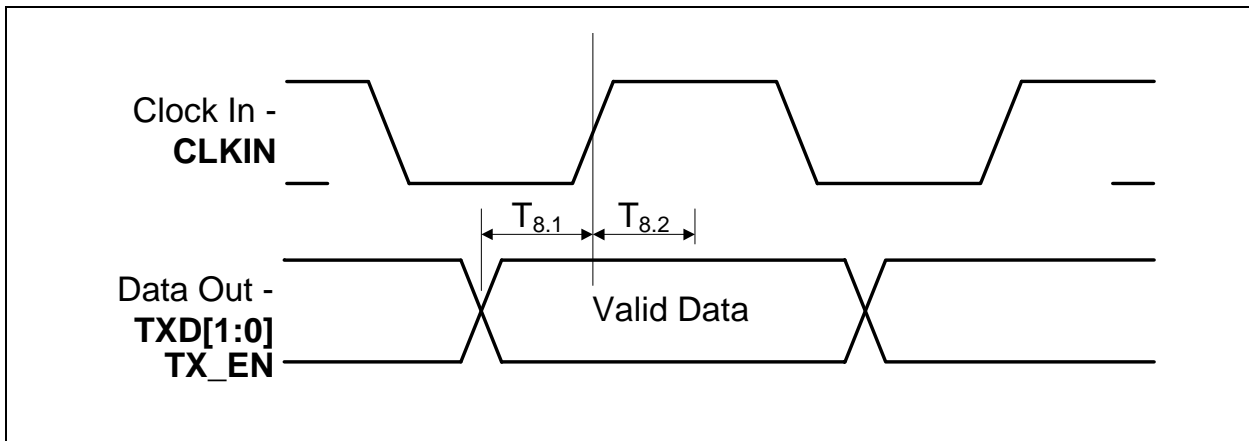 Clock In -
CLKIN
T8.1 T8.2
Data Out -
TXD[1:0]
TX_EN
Valid Data